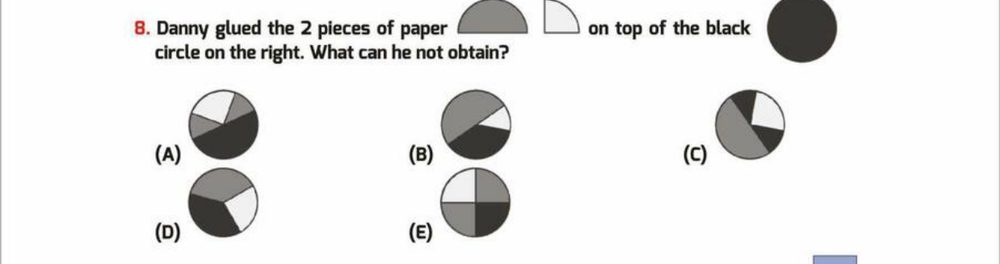 8. Danny glued the 2 pieces of paper on top of the black
circle on the right. What can he not obtain?
(A)
(B)
(C)
(D)
(E)